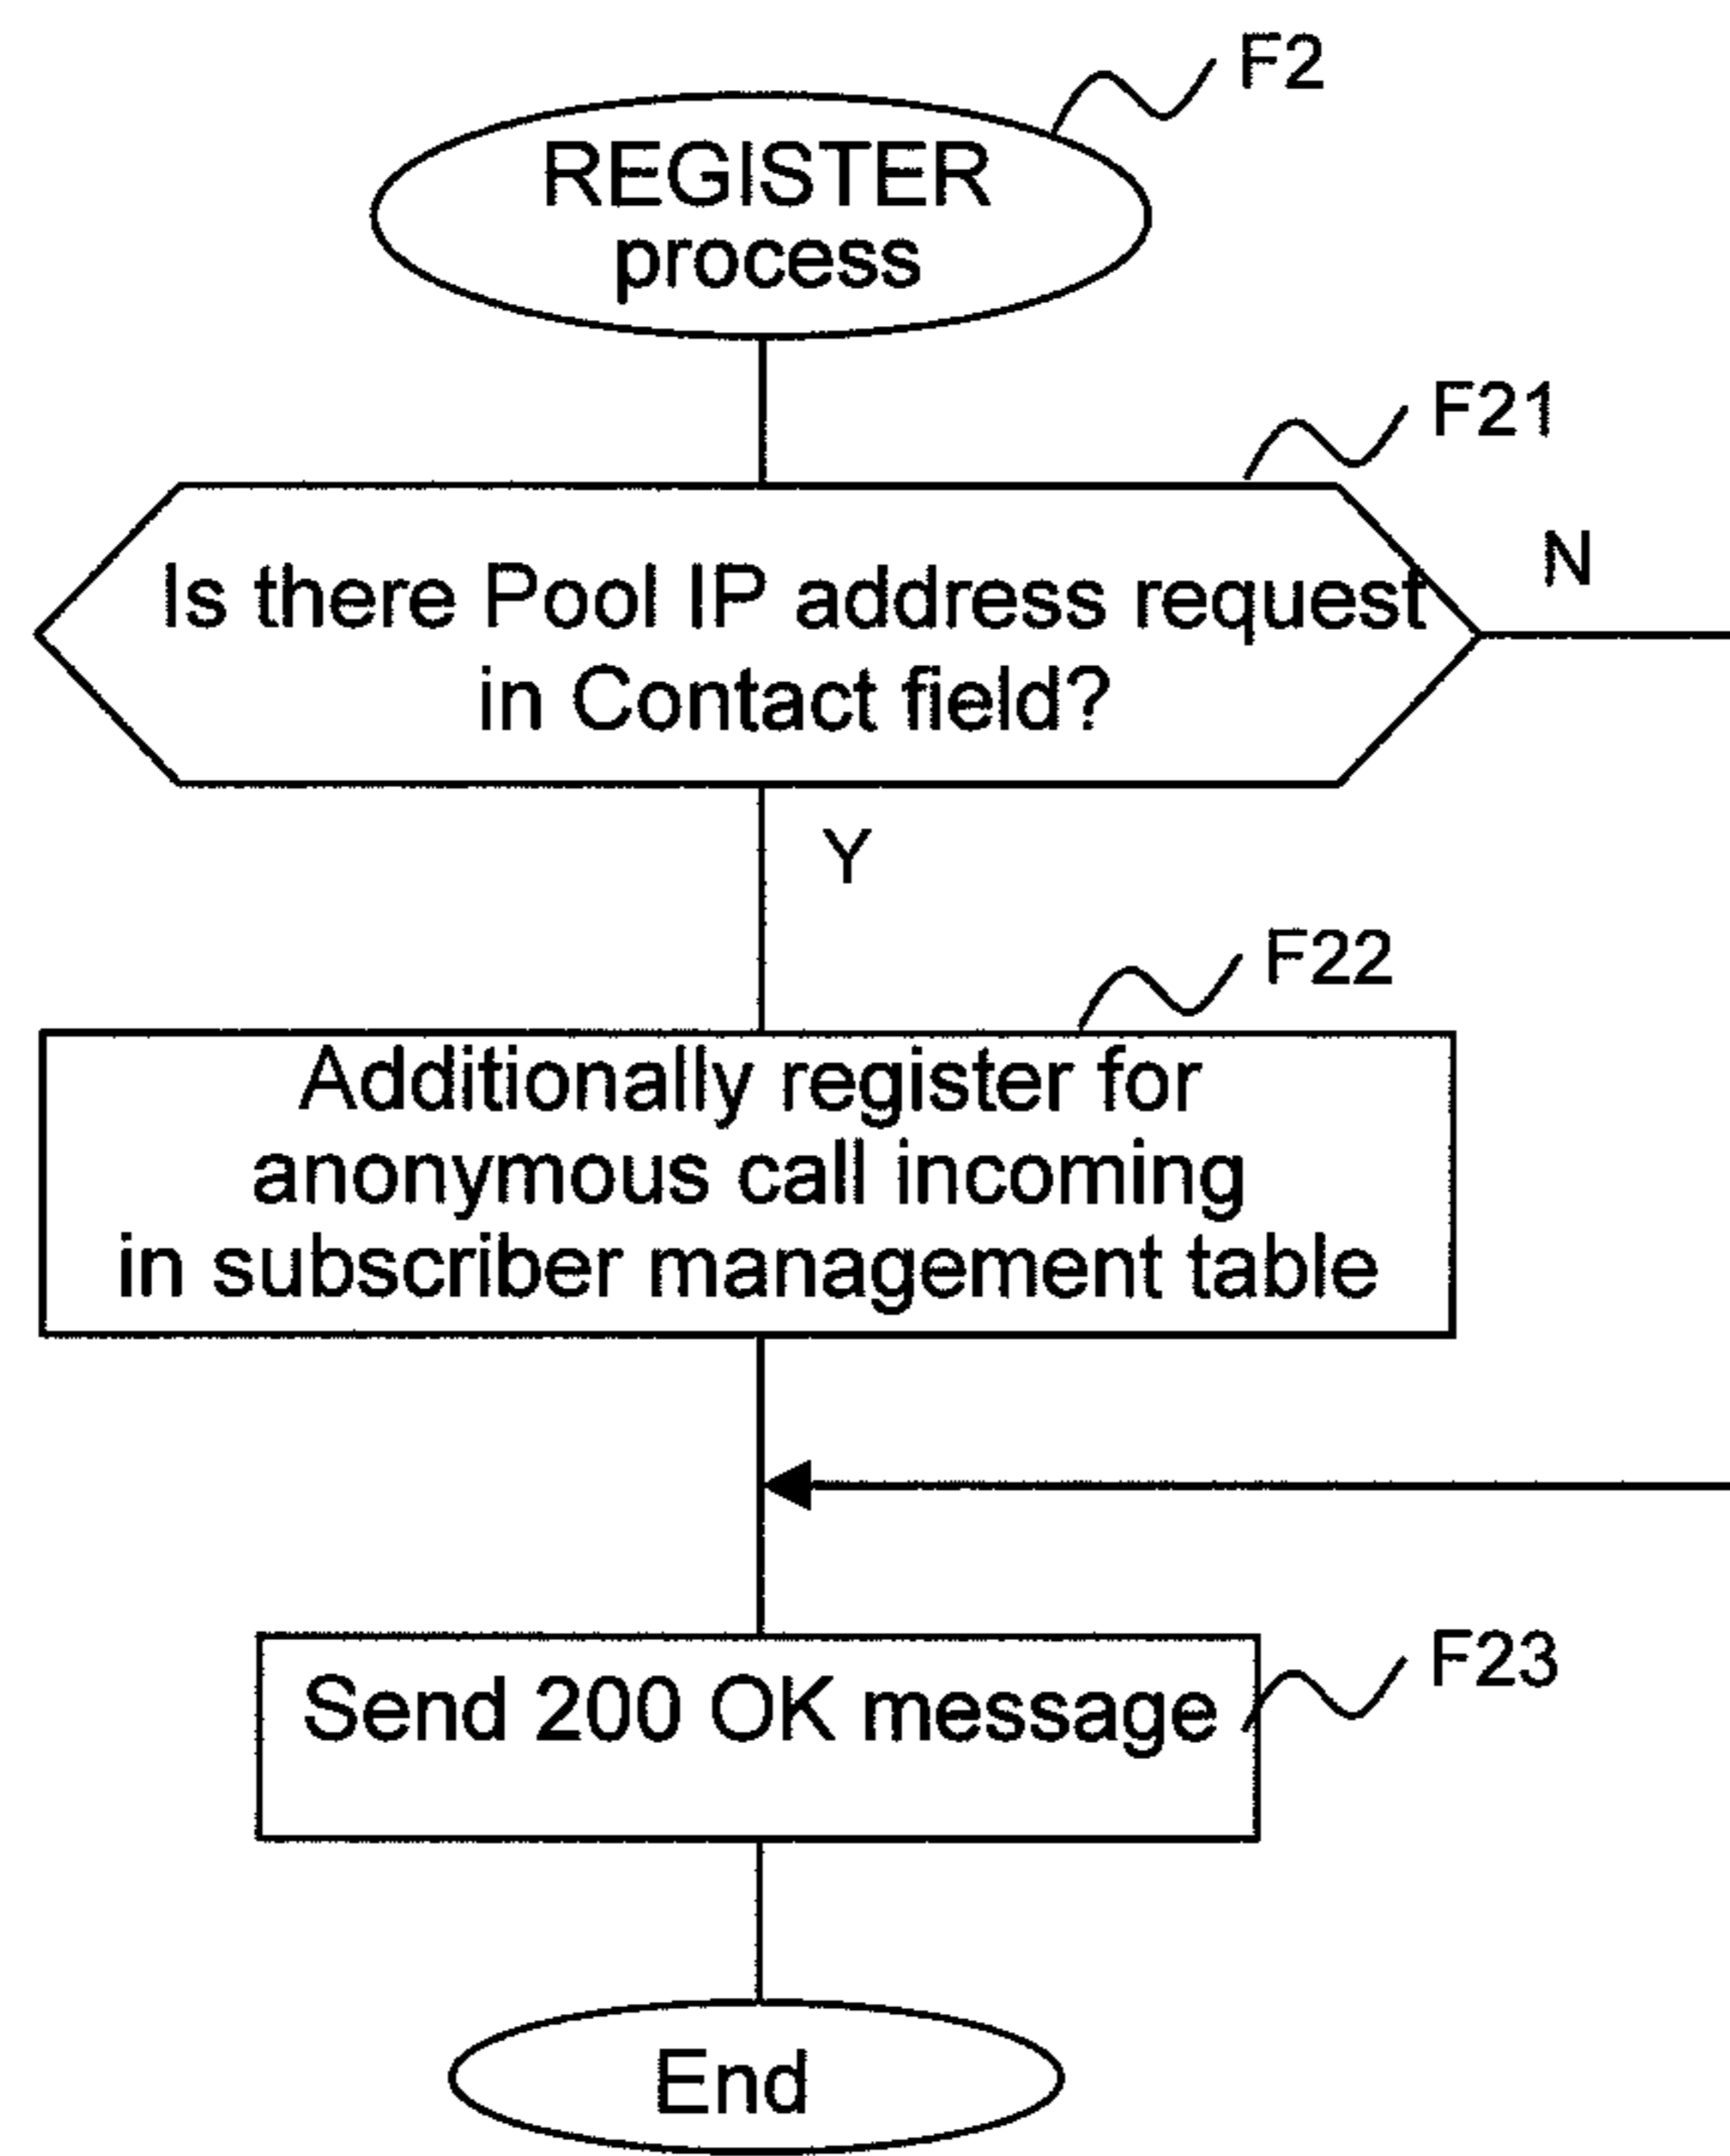 F2
REGISTER
process
F21
Is there Pool IP address request
in Contact field?
N
Y
F22
Additionally register for
anonymous call incoming
in subscriber management table
F23
Send 200 OK message
End